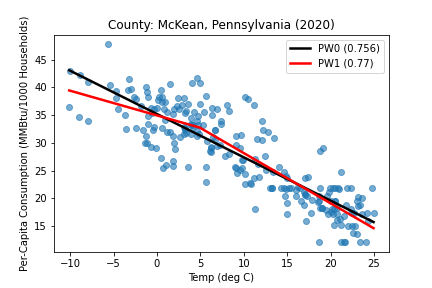 County: McKean, Pennsylvania (2020)
PW0 (0.756)
PW1 (0.77)
Per-Capita Consumption (MMBtu/1000 Households)
45
40
35
30
25
20
15
−10 −5 0 5 10 15 20 25
Temp (deg C)